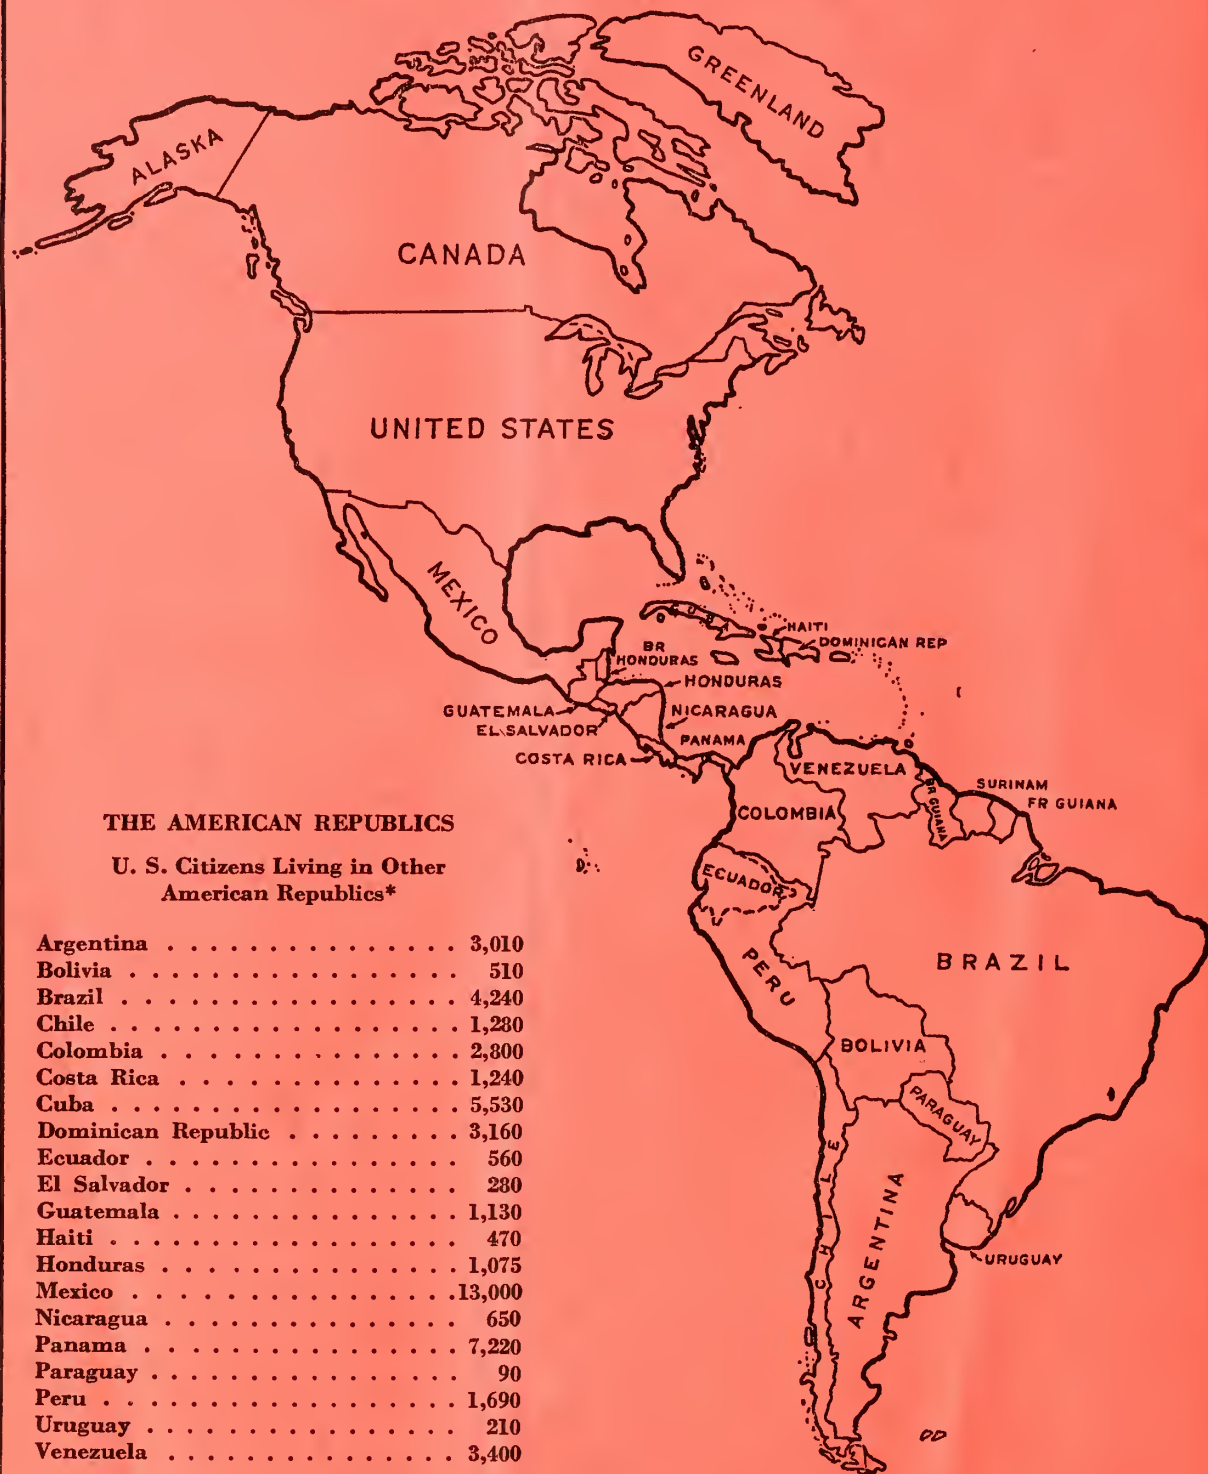 GREENLAND
ALASKA
CANADA
UNITED STATES
MEXICO
CUBA
HAITI
DOMINICAN REP
BR
HONDURAS
HONDURAS
GUATEMALA
NICARAGUA
EL SALVADOR
PANAMA
COSTA RICA
VENEZUELA
SURINAM
BR GUIANA
FR GUIANA
COLOMBIA
ECUADOR
BRAZIL
PERU
BOLIVIA
PARAGUAY
CHILE
ARGENTINA
URUGUAY
THE AMERICAN REPUBLICS
U. S. Citizens Living in Other
American Republics*
Argentina . . . . . . . . . . . . . . . 3,010
Bolivia . . . . . . . . . . . . . . . . 510
Brazil . . . . . . . . . . . . . . . . 4,240
Chile . . . . . . . . . . . . . . . . . 1,280
Colombia . . . . . . . . . . . . . . 2,800
Costa Rica . . . . . . . . . . . . . 1,240
Cuba . . . . . . . . . . . . . . . . . 5,530
Dominican Republic . . . . . . . . 3,160
Ecuador . . . . . . . . . . . . . . . 560
El Salvador . . . . . . . . . . . . . 280
Guatemala . . . . . . . . . . . . . . 1,130
Haiti . . . . . . . . . . . . . . . . . 470
Honduras . . . . . . . . . . . . . . 1,075
Mexico . . . . . . . . . . . . . . . .13,000
Nicaragua . . . . . . . . . . . . . . 650
Panama . . . . . . . . . . . . . . . 7,220
Paraguay . . . . . . . . . . . . . . . 90
Peru . . . . . . . . . . . . . . . . . 1,690
Uruguay . . . . . . . . . . . . . . . 210
Venezuela . . . . . . . . . . . . . . 3,400